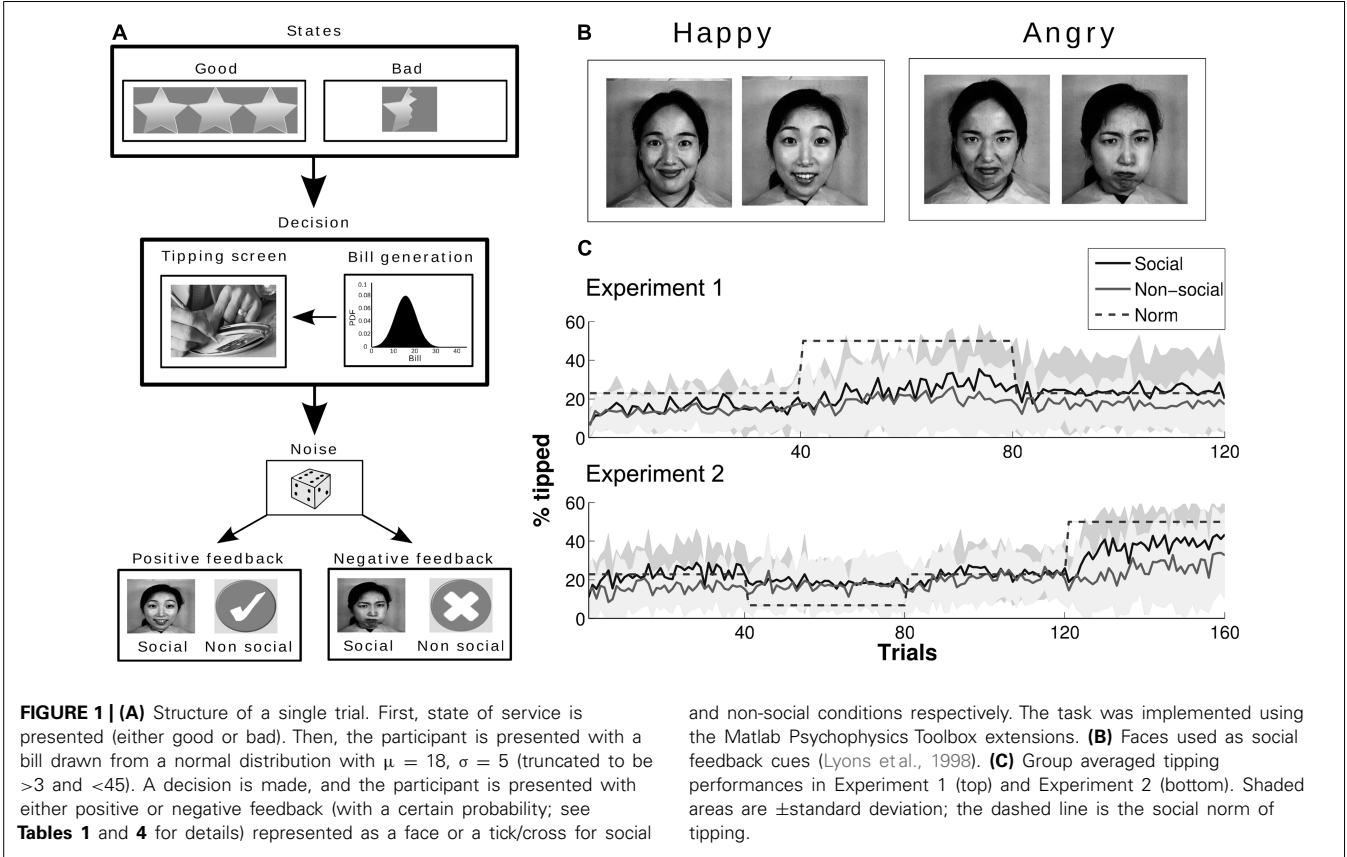 A
States
Good Bad
Decision
Tipping screen Bill generation
0.1
0.08
0.06
0.04
0.02
0
PDF
0 10 20 30 40
Bill
Noise
Positive feedback Negative feedback
Social Non social Social Non social
B
Happy Angry
C
Social
Non-social
Norm
Experiment 1
60
40
20
0
40 80 120
Experiment 2
60
40
20
0
40 80 120 160
% tipped
Trials
FIGURE 1 | (A) Structure of a single trial. First, state of service is
presented (either good or bad). Then, the participant is presented with a
bill drawn from a normal distribution with μ = 18, σ = 5 (truncated to be
>3 and <45). A decision is made, and the participant is presented with
either positive or negative feedback (with a certain probability; see
Tables 1 and 4 for details) represented as a face or a tick/cross for social
and non-social conditions respectively. The task was implemented using
the Matlab Psychophysics Toolbox extensions. (B) Faces used as social
feedback cues (Lyons et al., 1998). (C) Group averaged tipping
performances in Experiment 1 (top) and Experiment 2 (bottom). Shaded
areas are ±standard deviation; the dashed line is the social norm of
tipping.